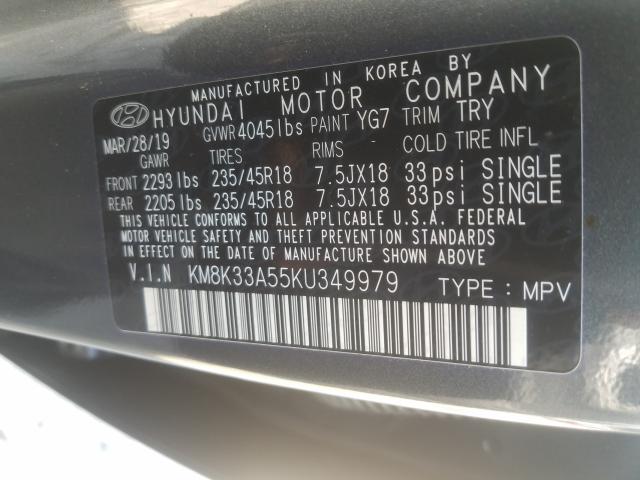 MANUFACTURED IN KOREA BY
HYUNDAI MOTOR COMPANY
MAR/28/19 GVWR 4045lbs PAINT YG7 TRIM TRY
GAWR TIRES RIMS COLD TIRE INFL
FRONT 2293 lbs 235/45R18 7.5JX18 33 psi SINGLE
REAR 2205 lbs 235/45R18 7.5JX18 33 psi SINGLE
THIS VEHICLE CONFORMS TO ALL APPLICABLE U.S.A. FEDERAL
MOTOR VEHICLE SAFETY AND THEFT PREVENTION STANDARDS
IN EFFECT ON THE DATE OF MANUFACTURE SHOWN ABOVE.
V.I.N KM8K33A55KU349979 TYPE : MPV